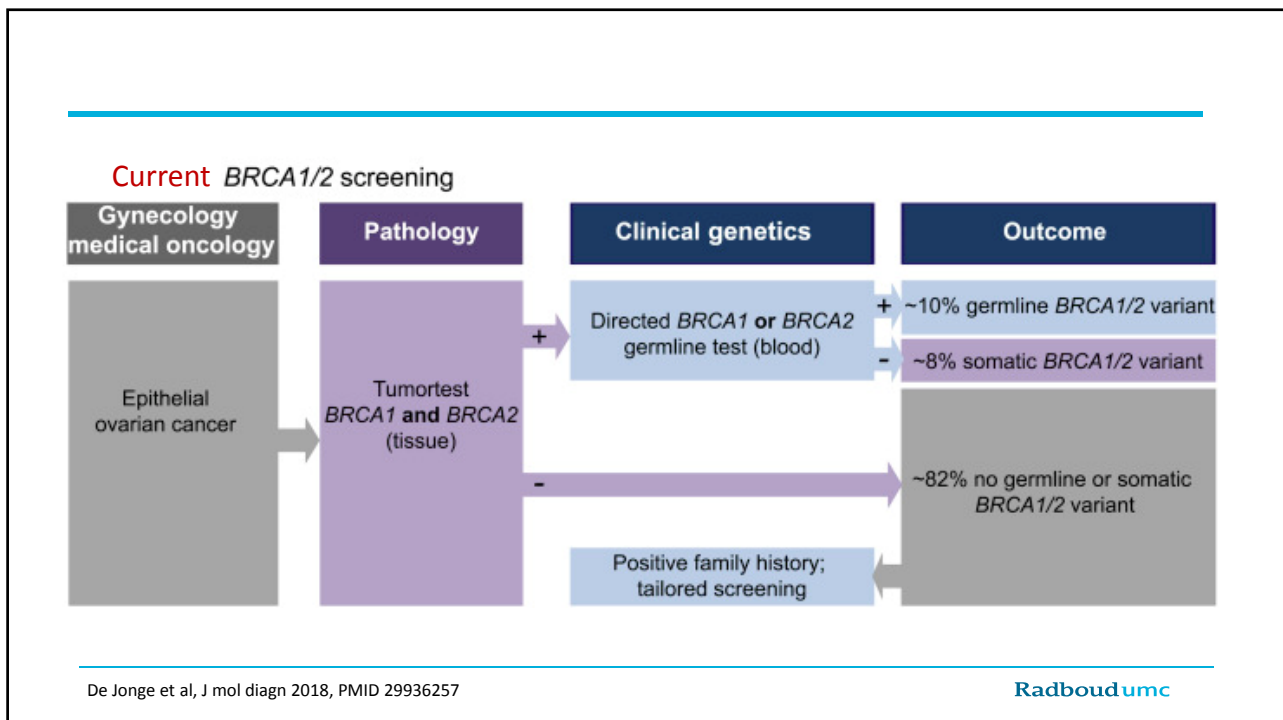 Current BRCA1/2 screening
Gynecology
medical oncology
Pathology
Clinical genetics
Outcome
Epithelial
ovarian cancer
Tumortest
BRCA1 and BRCA2
(tissue)
+
-
Directed BRCA1 or BRCA2
germline test (blood)
+
-
~10% germline BRCA1/2 variant
~8% somatic BRCA1/2 variant
~82% no germline or somatic
BRCA1/2 variant
Positive family history;
tailored screening
De Jonge et al, J mol diagn 2018, PMID 29936257
Radboudumc